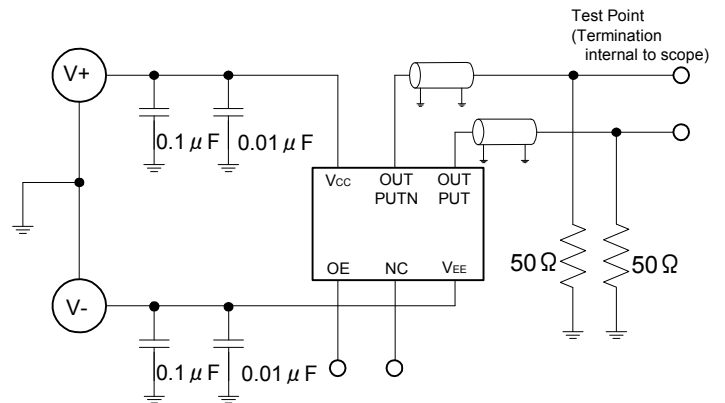 Test Point
(Termination
internal to scope)
V+
0.1 μ F 0.01 μ F
Vcc OUT OUT
PUTN PUT
OE NC VEE
50 Ω 50 Ω
V-
0.1 μ F 0.01 μ F